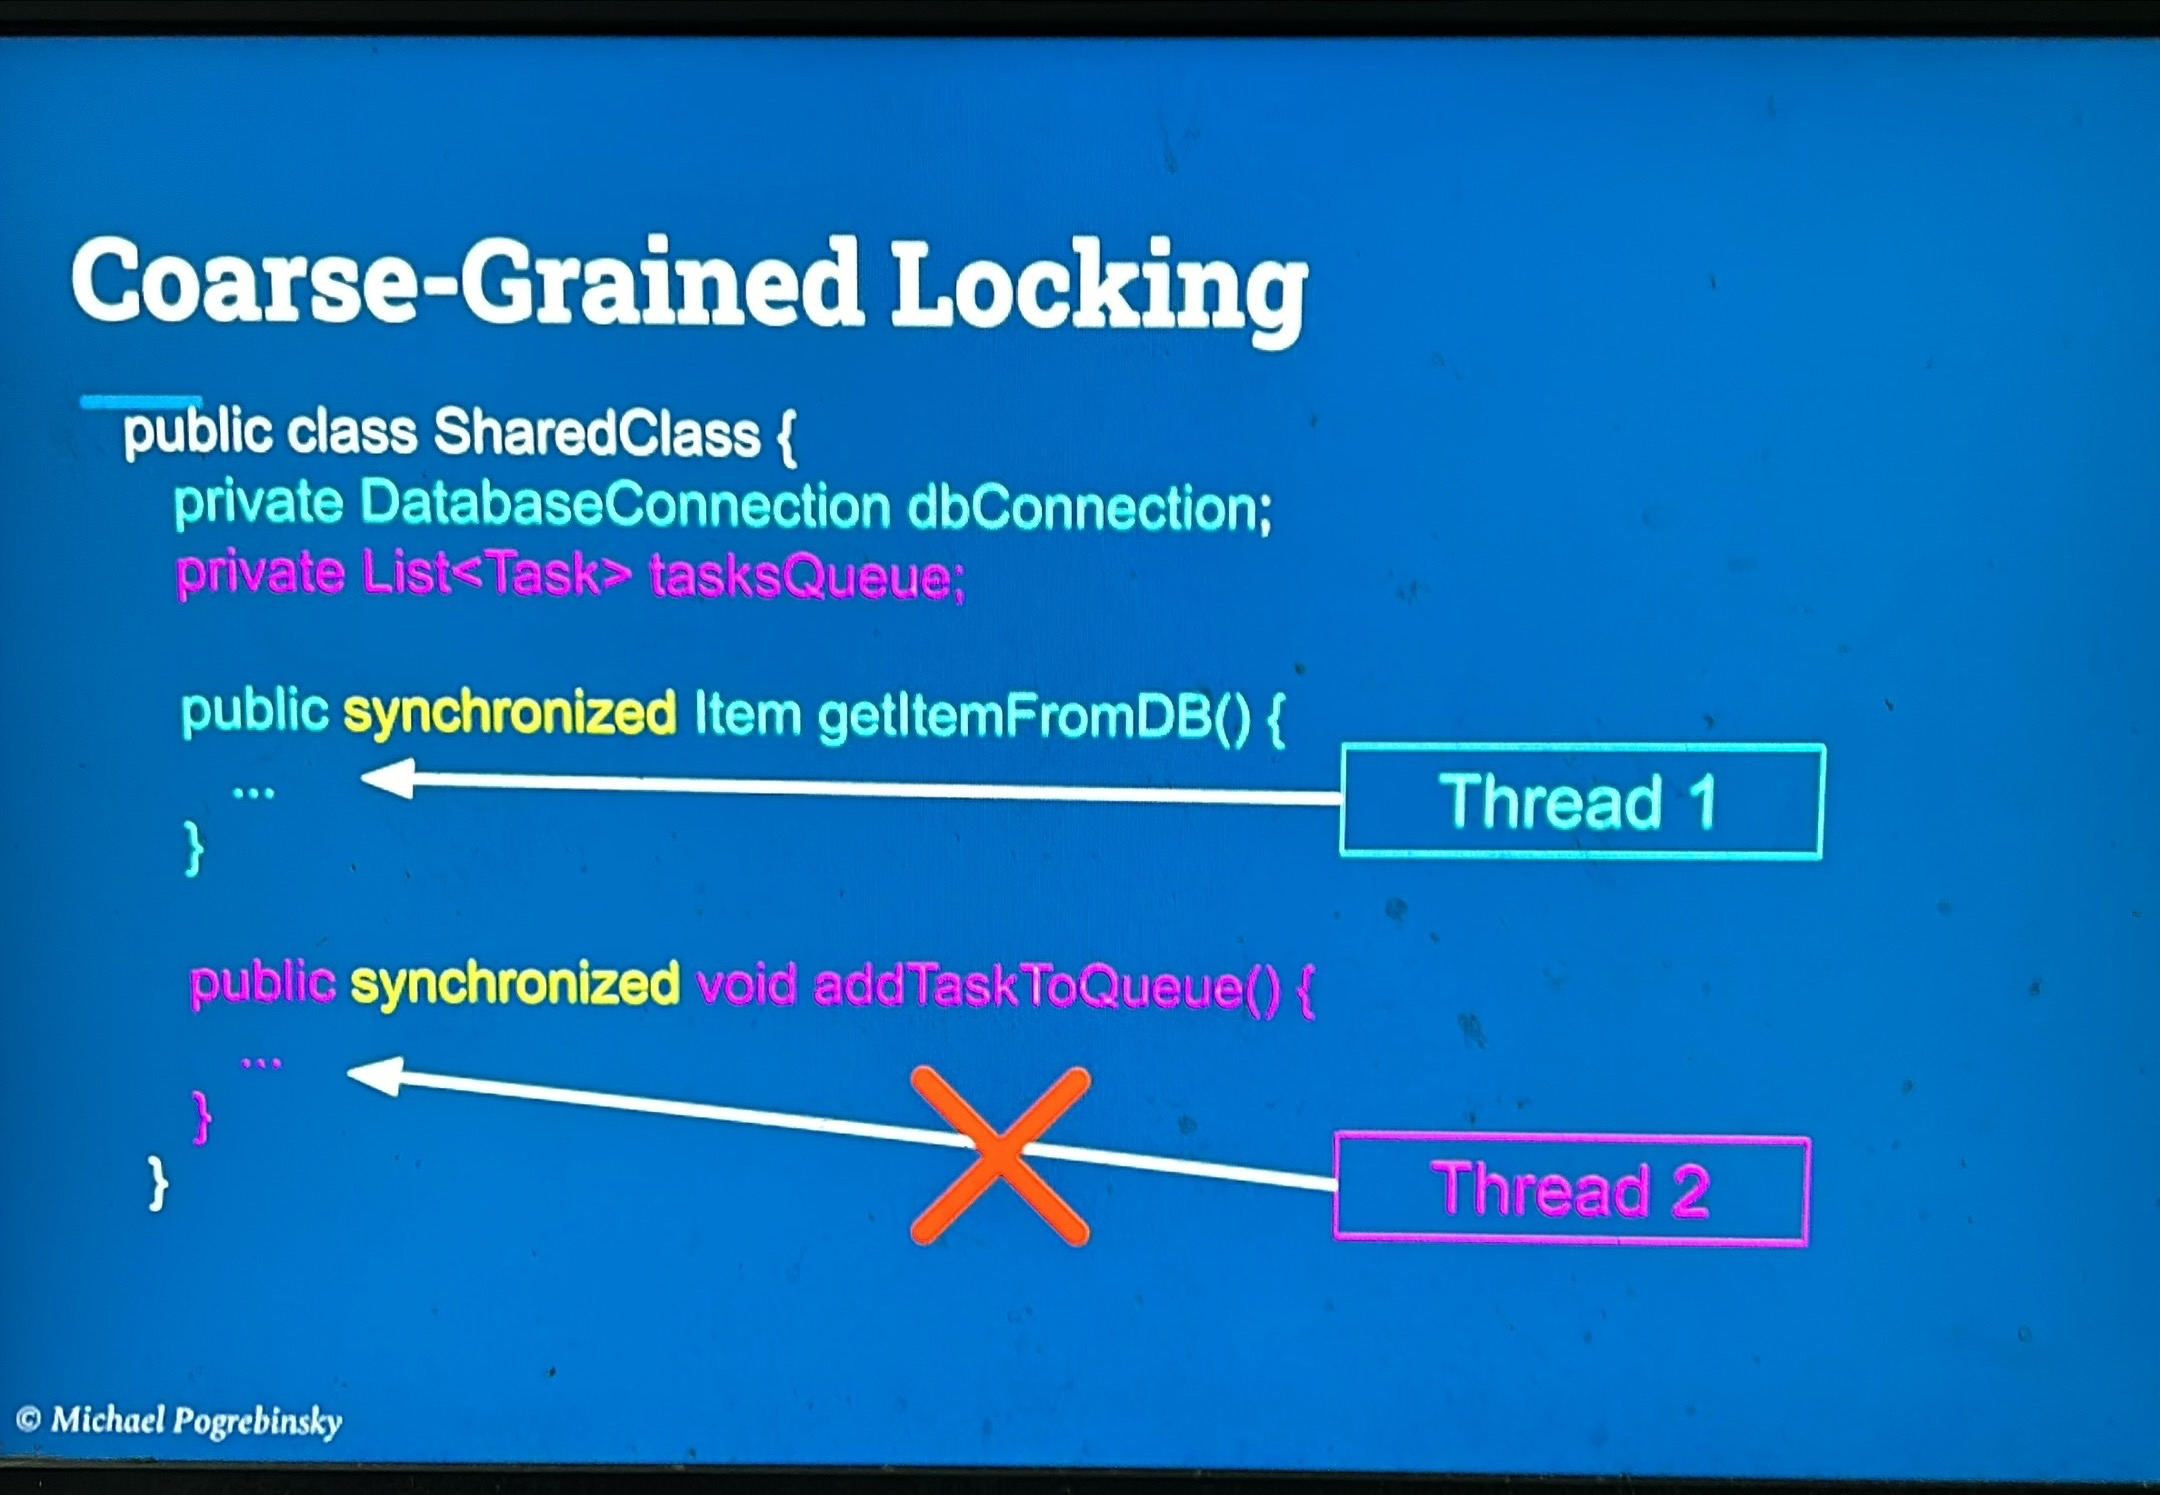 Coarse-Grained Locking
public class SharedClass {
private DatabaseConnection dbConnection;
private List<Task> tasksQueue;
public synchronized Item getItemFromDB() {
...
}
Thread 1
public synchronized void addTaskToQueue() {
...
}
Thread 2
}
© Michael Pogrebinsky